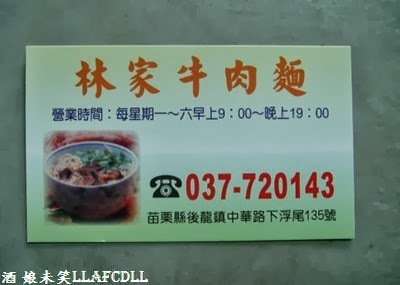 林家牛肉麵
營業時間：每星期一～六早上9：00～晚上19：00
☎037-720143
苗栗縣後龍鎮中華路下浮尾135號
酒 娘未笑LLAFCDLL